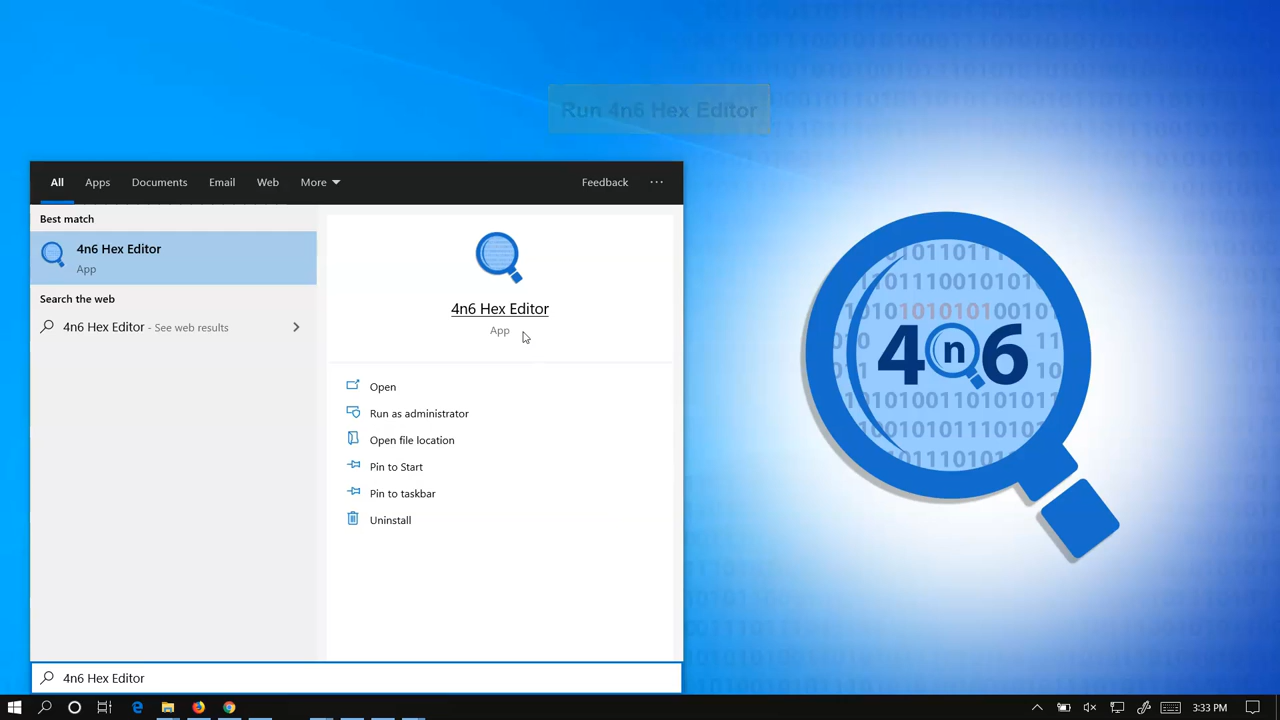 Run 4n6 Hex Editor
All Apps Documents Email Web More Feedback ...
Best match
4n6 Hex Editor
App
Search the web
4n6 Hex Editor - See web results
4n6 Hex Editor
App
Open
Run as administrator
Open file location
Pin to Start
Pin to taskbar
Uninstall
4n6 Hex Editor
4n6
3:33 PM